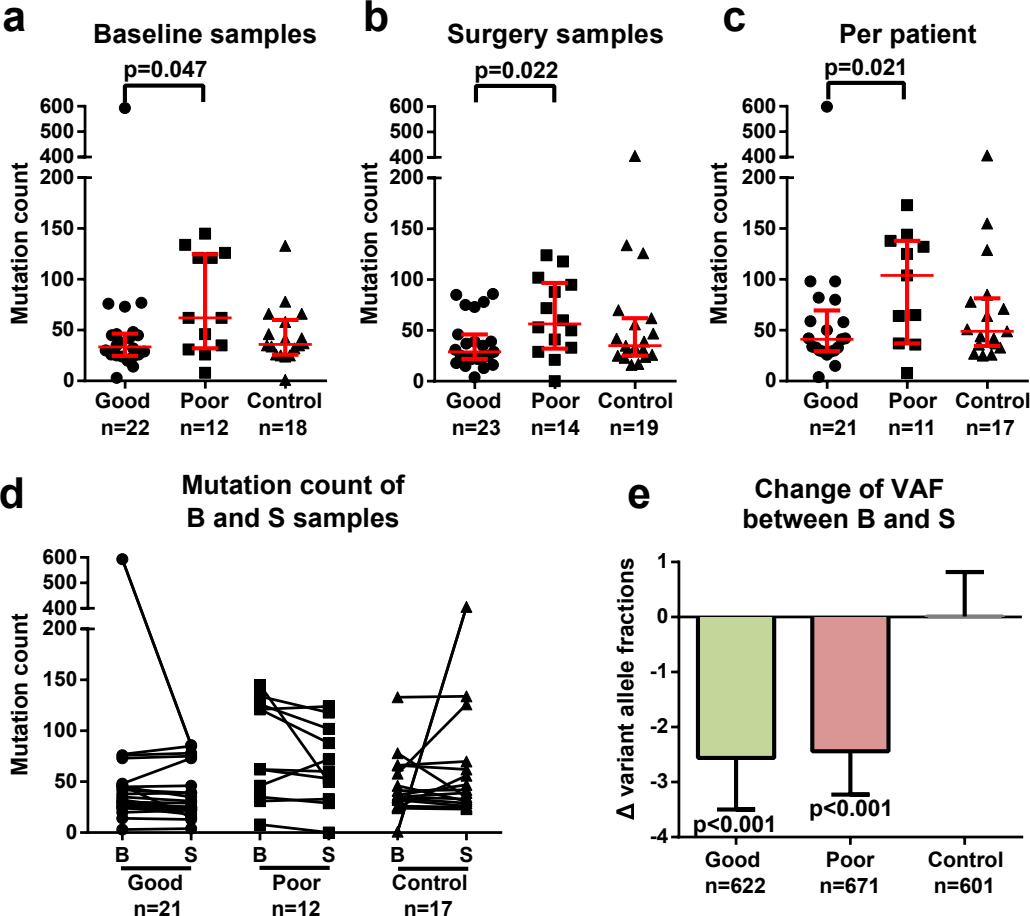 a
Baseline samples
p=0.047
Mutation count
600
500
400
200
150
100
50
0
Good
Poor
Control
n=22
n=12
n=18
b
Surgery samples
p=0.022
Mutation count
600
500
400
200
150
100
50
0
Good
Poor
Control
n=23
n=14
n=19
c
Per patient
p=0.021
Mutation count
600
500
400
200
150
100
50
0
Good
Poor
Control
n=21
n=11
n=17
d
Mutation count of
B and S samples
Mutation count
600
500
400
200
150
100
50
0
B
S
B
S
B
S
Good
Poor
Control
n=21
n=12
n=17
e
Change of VAF
between B and S
Δ variant allele fractions
1
0
-1
-2
-3
-4
p<0.001
p<0.001
Good
Poor
Control
n=622
n=671
n=601